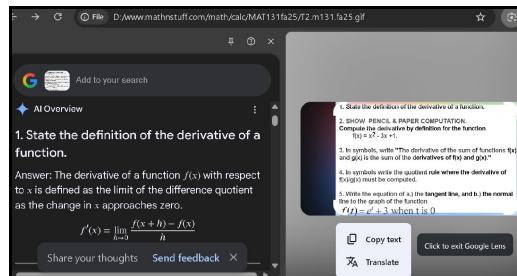 File D:/www.mathnstuff.com/math/calc/MAT131fa25/T2.m131.fa25.gif
Add to your search
AI Overview
1. State the definition of the derivative of a
function.
Answer: The derivative of a function f(x) with respect
to x is defined as the limit of the difference quotient
as the change in x approaches zero.
f′(x) = lim h→0 f(x + h) − f(x) / h
Share your thoughts Send feedback
1. State the definition of the derivative of a function.
2. SHOW PENCIL & PAPER COMPUTATION.
Compute the derivative by definition for the function
f(x) = x² - 3x +1.
3. In symbols, write "The derivative of the sum of functions f(x)
and g(x) is the sum of the derivatives of f(x) and g(x)."
4. In symbols write the quotient rule where the derivative of
f(x)/g(x) must be computed.
5. Write the equation of a.) the tangent line, and b.) the normal
line to the graph of the function
f(t) = eᵗ + 3 when t is 0
Copy text
Translate
Click to exit Google Lens